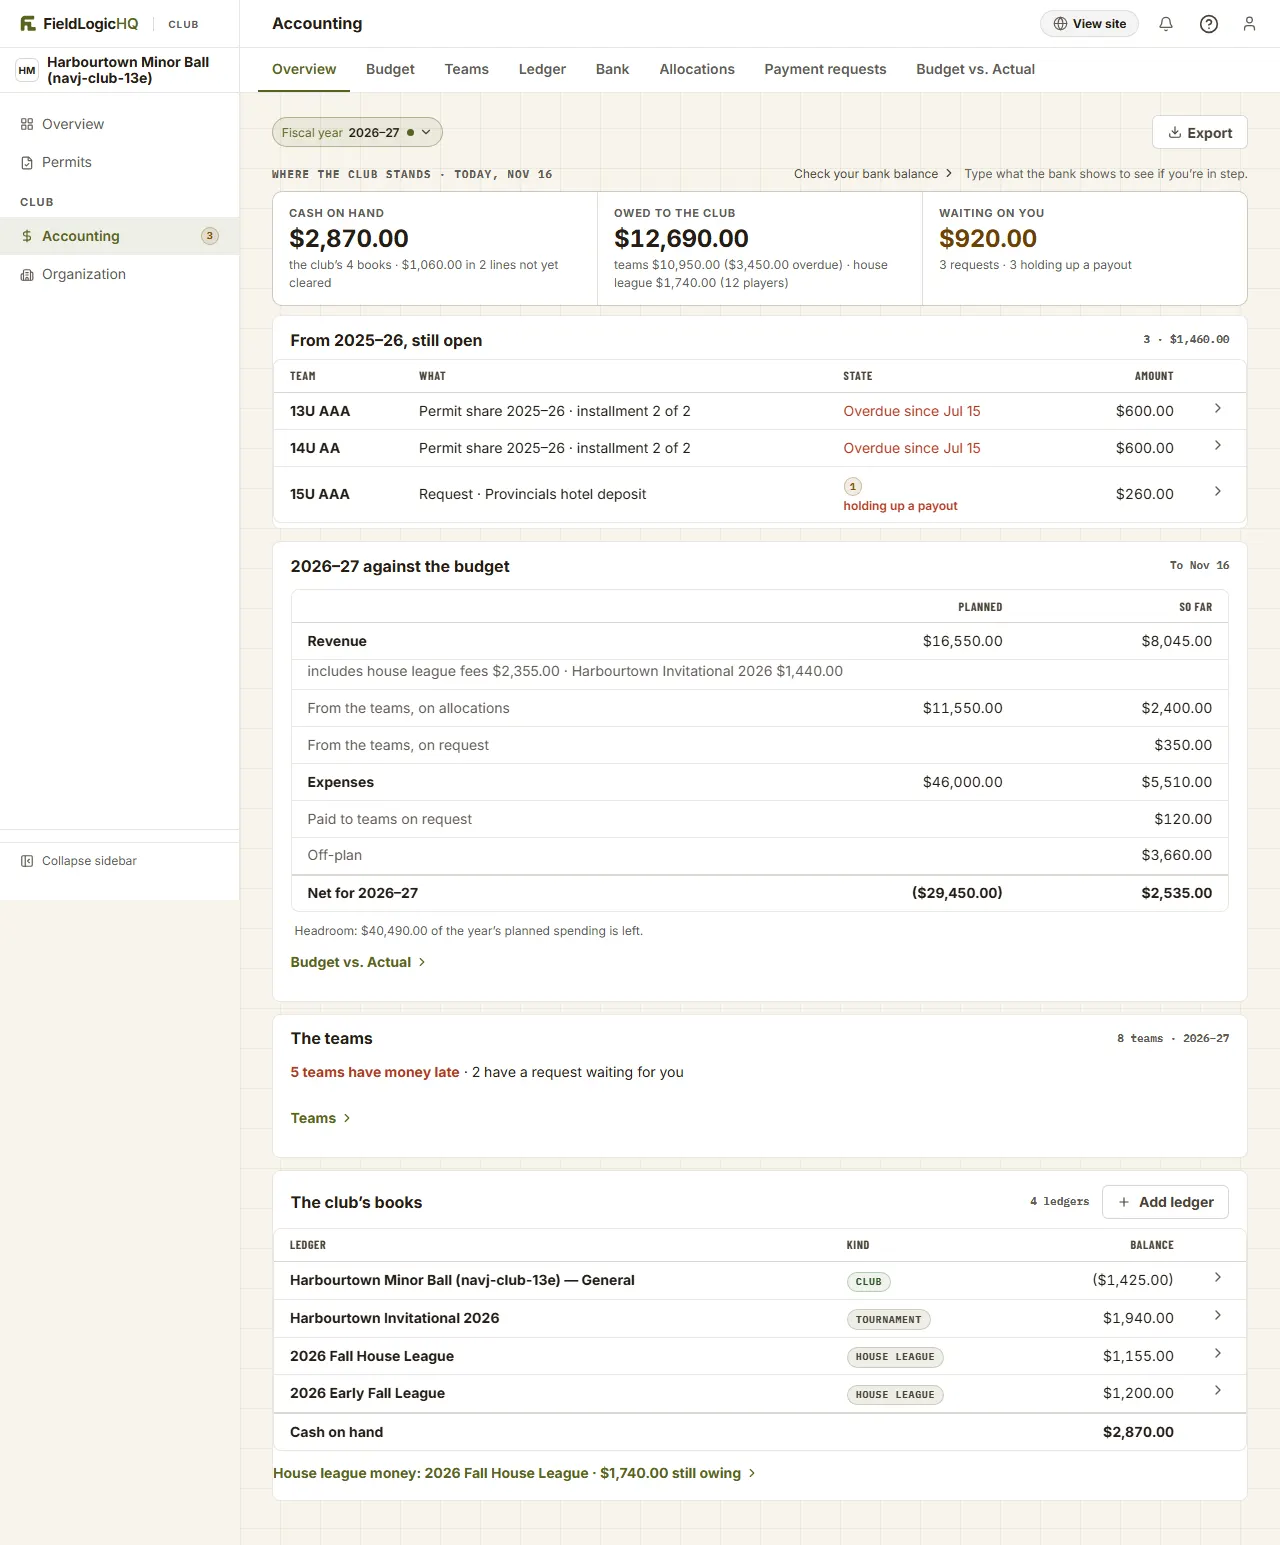 FieldLogicHQ CLUB
Accounting
View site
HM Harbourtown Minor Ball
(navj-club-13e)
Overview Budget Teams Ledger Bank Allocations Payment requests Budget vs. Actual
Overview
Permits
CLUB
Accounting 3
Organization
Collapse sidebar
Fiscal year 2026–27
Export
WHERE THE CLUB STANDS · TODAY, NOV 16
Check your bank balance Type what the bank shows to see if you’re in step.
CASH ON HAND
$2,870.00
the club’s 4 books · $1,060.00 in 2 lines not yet
cleared
OWED TO THE CLUB
$12,690.00
teams $10,950.00 ($3,450.00 overdue) · house
league $1,740.00 (12 players)
WAITING ON YOU
$920.00
3 requests · 3 holding up a payout
From 2025–26, still open 3 · $1,460.00
TEAM WHAT STATE AMOUNT
13U AAA Permit share 2025–26 · installment 2 of 2 Overdue since Jul 15 $600.00
14U AA Permit share 2025–26 · installment 2 of 2 Overdue since Jul 15 $600.00
15U AAA Request · Provincials hotel deposit 1 holding up a payout $260.00
2026–27 against the budget To Nov 16
PLANNED SO FAR
Revenue $16,550.00 $8,045.00
includes house league fees $2,355.00 · Harbourtown Invitational 2026 $1,440.00
From the teams, on allocations $11,550.00 $2,400.00
From the teams, on request $350.00
Expenses $46,000.00 $5,510.00
Paid to teams on request $120.00
Off-plan $3,660.00
Net for 2026–27 ($29,450.00) $2,535.00
Headroom: $40,490.00 of the year’s planned spending is left.
Budget vs. Actual
The teams 8 teams · 2026–27
5 teams have money late · 2 have a request waiting for you
Teams
The club’s books 4 ledgers Add ledger
LEDGER KIND BALANCE
Harbourtown Minor Ball (navj-club-13e) — General CLUB ($1,425.00)
Harbourtown Invitational 2026 TOURNAMENT $1,940.00
2026 Fall House League HOUSE LEAGUE $1,155.00
2026 Early Fall League HOUSE LEAGUE $1,200.00
Cash on hand $2,870.00
House league money: 2026 Fall House League · $1,740.00 still owing